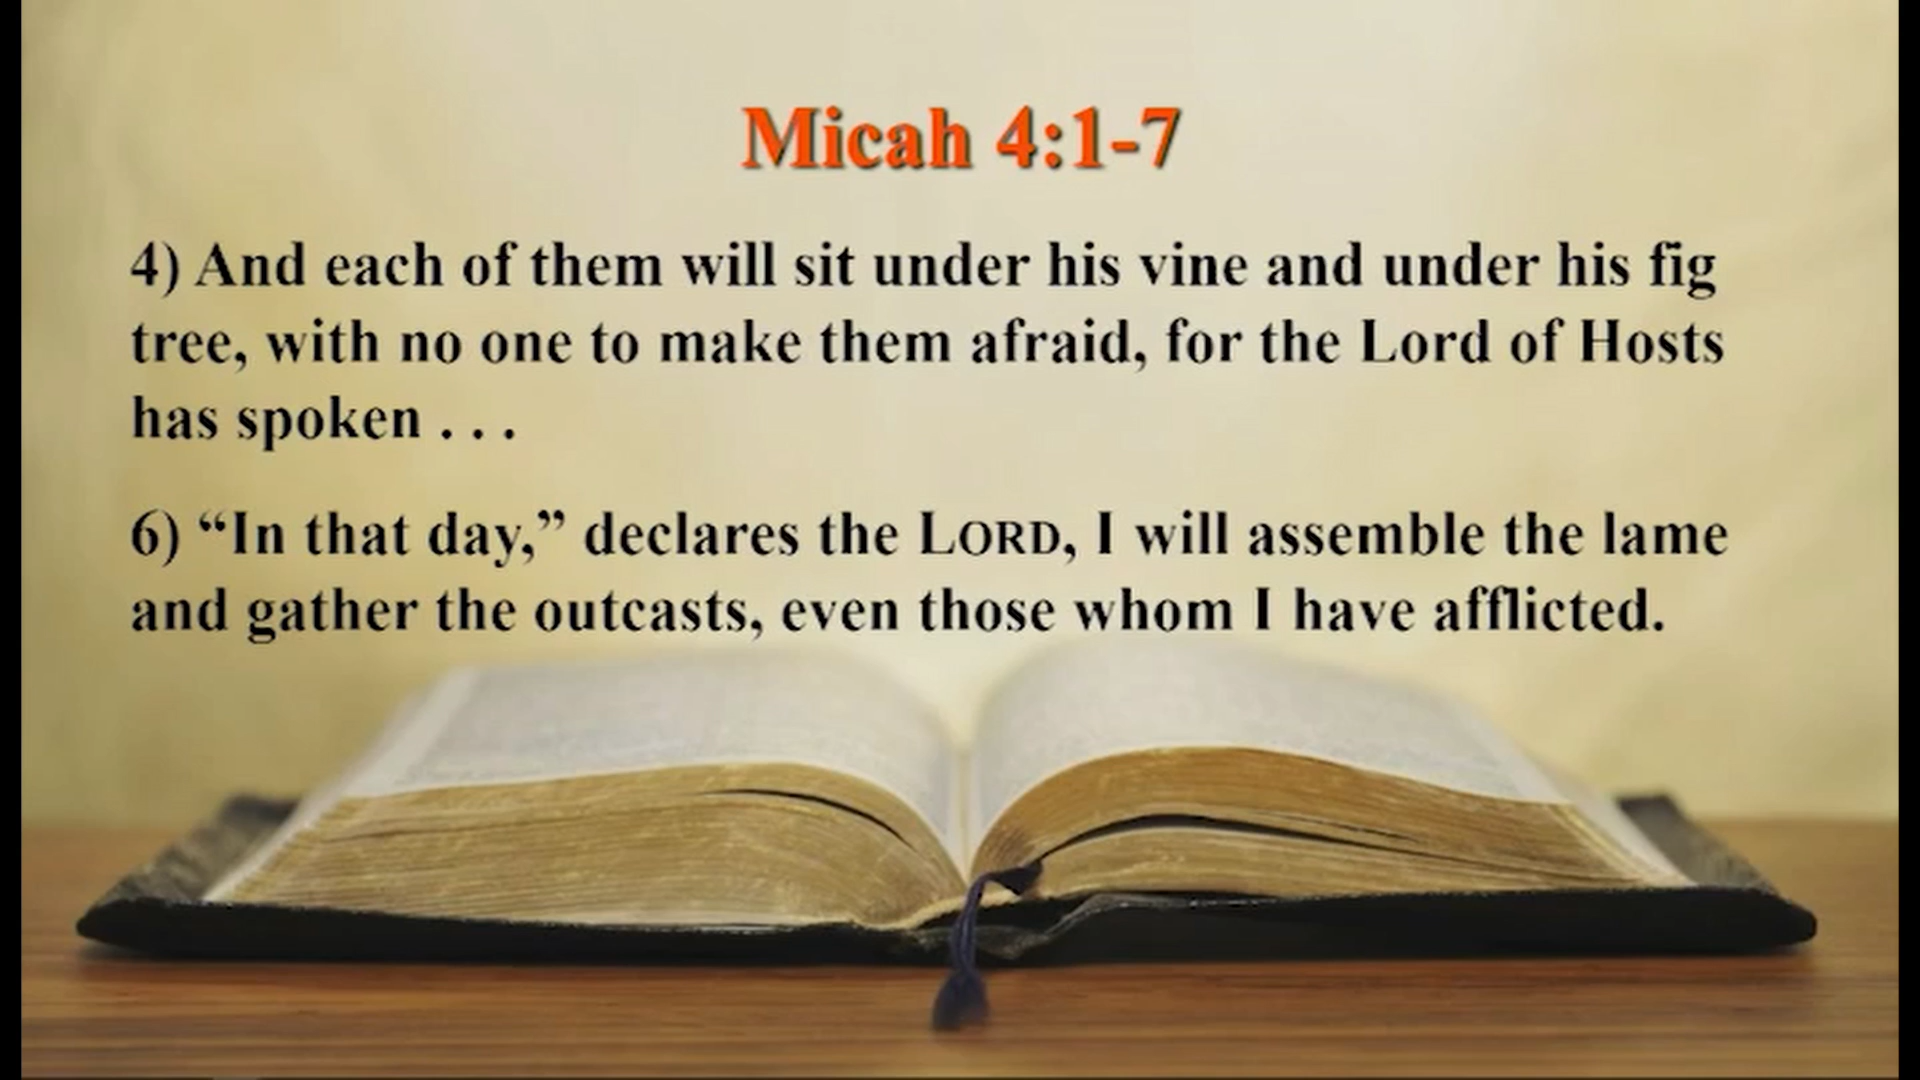 Micah 4:1-7
4) And each of them will sit under his vine and under his fig
tree, with no one to make them afraid, for the Lord of Hosts
has spoken . . .
6) “In that day,” declares the LORD, I will assemble the lame
and gather the outcasts, even those whom I have afflicted.